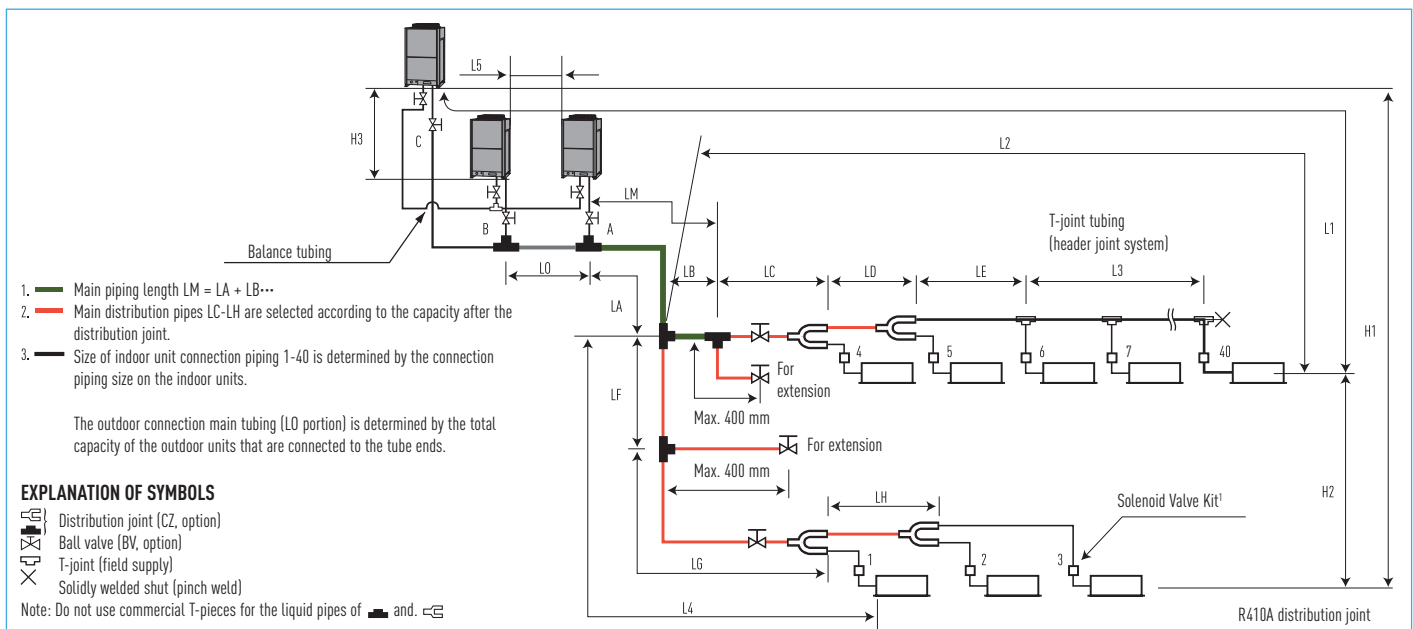 L5
H3
C
L2
LM
T-joint tubing
(header joint system)
L1
B
A
Balance tubing
LO
LB
LC
LD
LE
L3
H1
1. Main piping length LM = LA + LB···
2. Main distribution pipes LC-LH are selected according to the capacity after the
distribution joint.
3. Size of indoor unit connection piping 1-40 is determined by the connection
piping size on the indoor units.
The outdoor connection main tubing (LO portion) is determined by the total
capacity of the outdoor units that are connected to the tube ends.
LA
4
5
6
7
40
For
extension
Max. 400 mm
LF
For extension
Max. 400 mm
H2
LH
Solenoid Valve Kit¹
LG
1
2
3
L4
R410A distribution joint
EXPLANATION OF SYMBOLS
Distribution joint (CZ, option)
Ball valve (BV, option)
T-joint (field supply)
Solidly welded shut (pinch weld)
Note: Do not use commercial T-pieces for the liquid pipes of and.